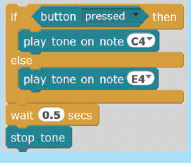 if button pressed then
play tone on note C4
else
play tone on note E4
wait 0.5 secs
stop tone